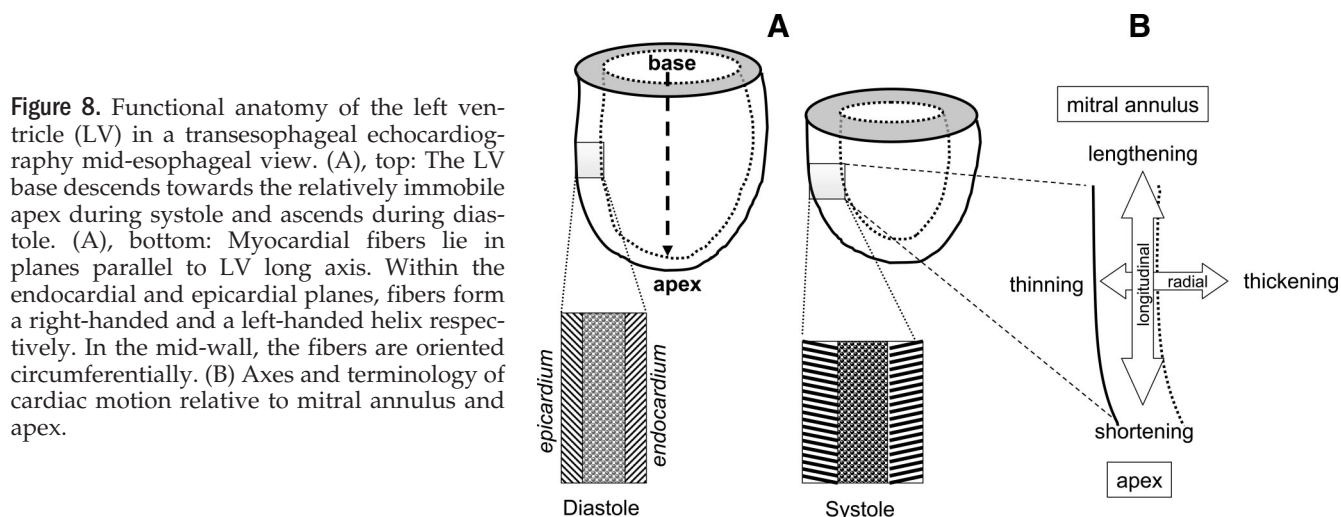 Figure 8. Functional anatomy of the left ven-
tricle (LV) in a transesophageal echocardiog-
raphy mid-esophageal view. (A), top: The LV
base descends towards the relatively immobile
apex during systole and ascends during dias-
tole. (A), bottom: Myocardial fibers lie in
planes parallel to LV long axis. Within the
endocardial and epicardial planes, fibers form
a right-handed and a left-handed helix respec-
tively. In the mid-wall, the fibers are oriented
circumferentially. (B) Axes and terminology of
cardiac motion relative to mitral annulus and
apex.
A
base
apex
epicardium
endocardium
Diastole
Systole
B
mitral annulus
lengthening
thinning
longitudinal
radial
thickening
shortening
apex